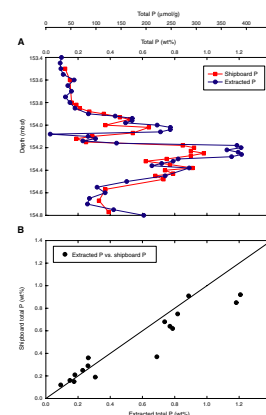 Total P (µmol/g)
0 50 100 150 200 250 300 350 400
Total P (wt%)
A 0.0 0.2 0.4 0.6 0.8 1.0 1.2
153.4
153.6
153.8
154.0
154.2
154.4
154.6
154.8
Depth (mbsf)
Shipboard P
Extracted P
B
1.4
1.2
1.0
0.8
0.6
0.4
0.2
0.0
Shipboard total P (wt%)
Extracted P vs. shipboard P
0.0 0.2 0.4 0.6 0.8 1.0 1.2 1.4
Extracted total P (wt%)